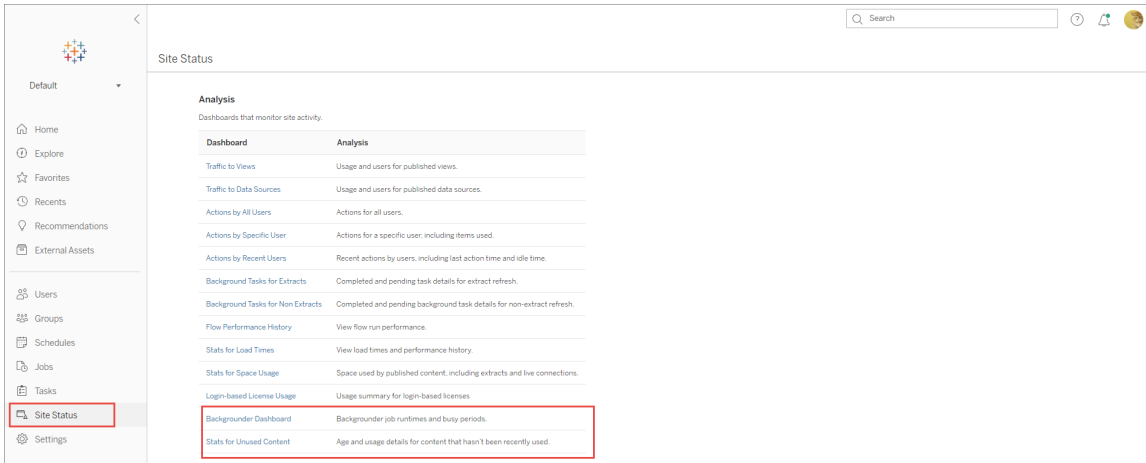 Search
Site Status
Default
Home
Explore
Favorites
Recents
Recommendations
External Assets
Users
Groups
Schedules
Jobs
Tasks
Site Status
Settings
Analysis
Dashboards that monitor site activity.
Dashboard Analysis
Traffic to Views Usage and users for published views.
Traffic to Data Sources Usage and users for published data sources.
Actions by All Users Actions for all users.
Actions by Specific User Actions for a specific user, including items used.
Actions by Recent Users Recent actions by users, including last action time and idle time.
Background Tasks for Extracts Completed and pending task details for extract refresh.
Background Tasks for Non Extracts Completed and pending background task details for non-extract refresh.
Flow Performance History View flow run performance.
Stats for Load Times View load times and performance history.
Stats for Space Usage Space used by published content, including extracts and live connections.
Login-based License Usage Usage summary for login-based licenses
Backgrounder Dashboard Backgrounder job runtimes and busy periods.
Stats for Unused Content Age and usage details for content that hasn't been recently used.